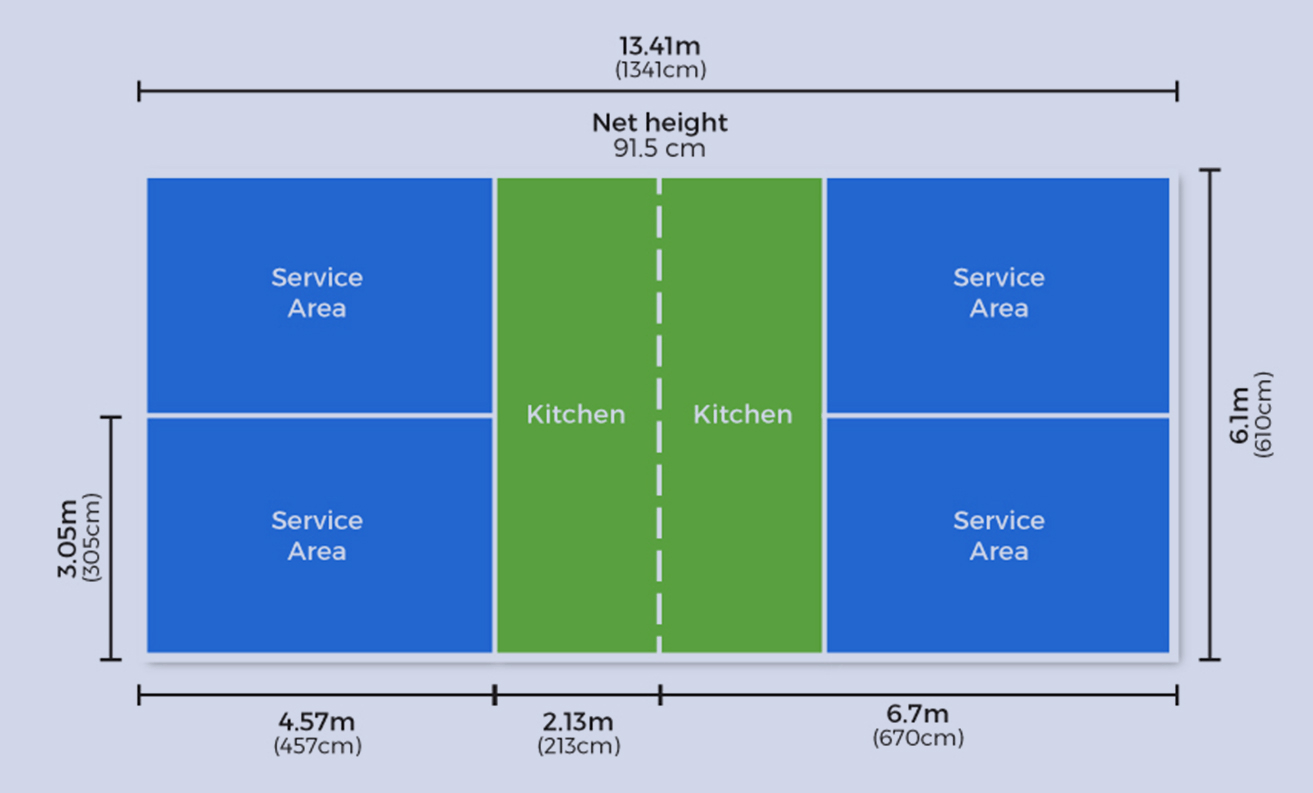 13.41m
(1341cm)
Net height
91.5 cm
Service
Area
Service
Area
Kitchen
Kitchen
6.1m
(610cm)
3.05m
(305cm)
Service
Area
Service
Area
4.57m
(457cm)
2.13m
(213cm)
6.7m
(670cm)